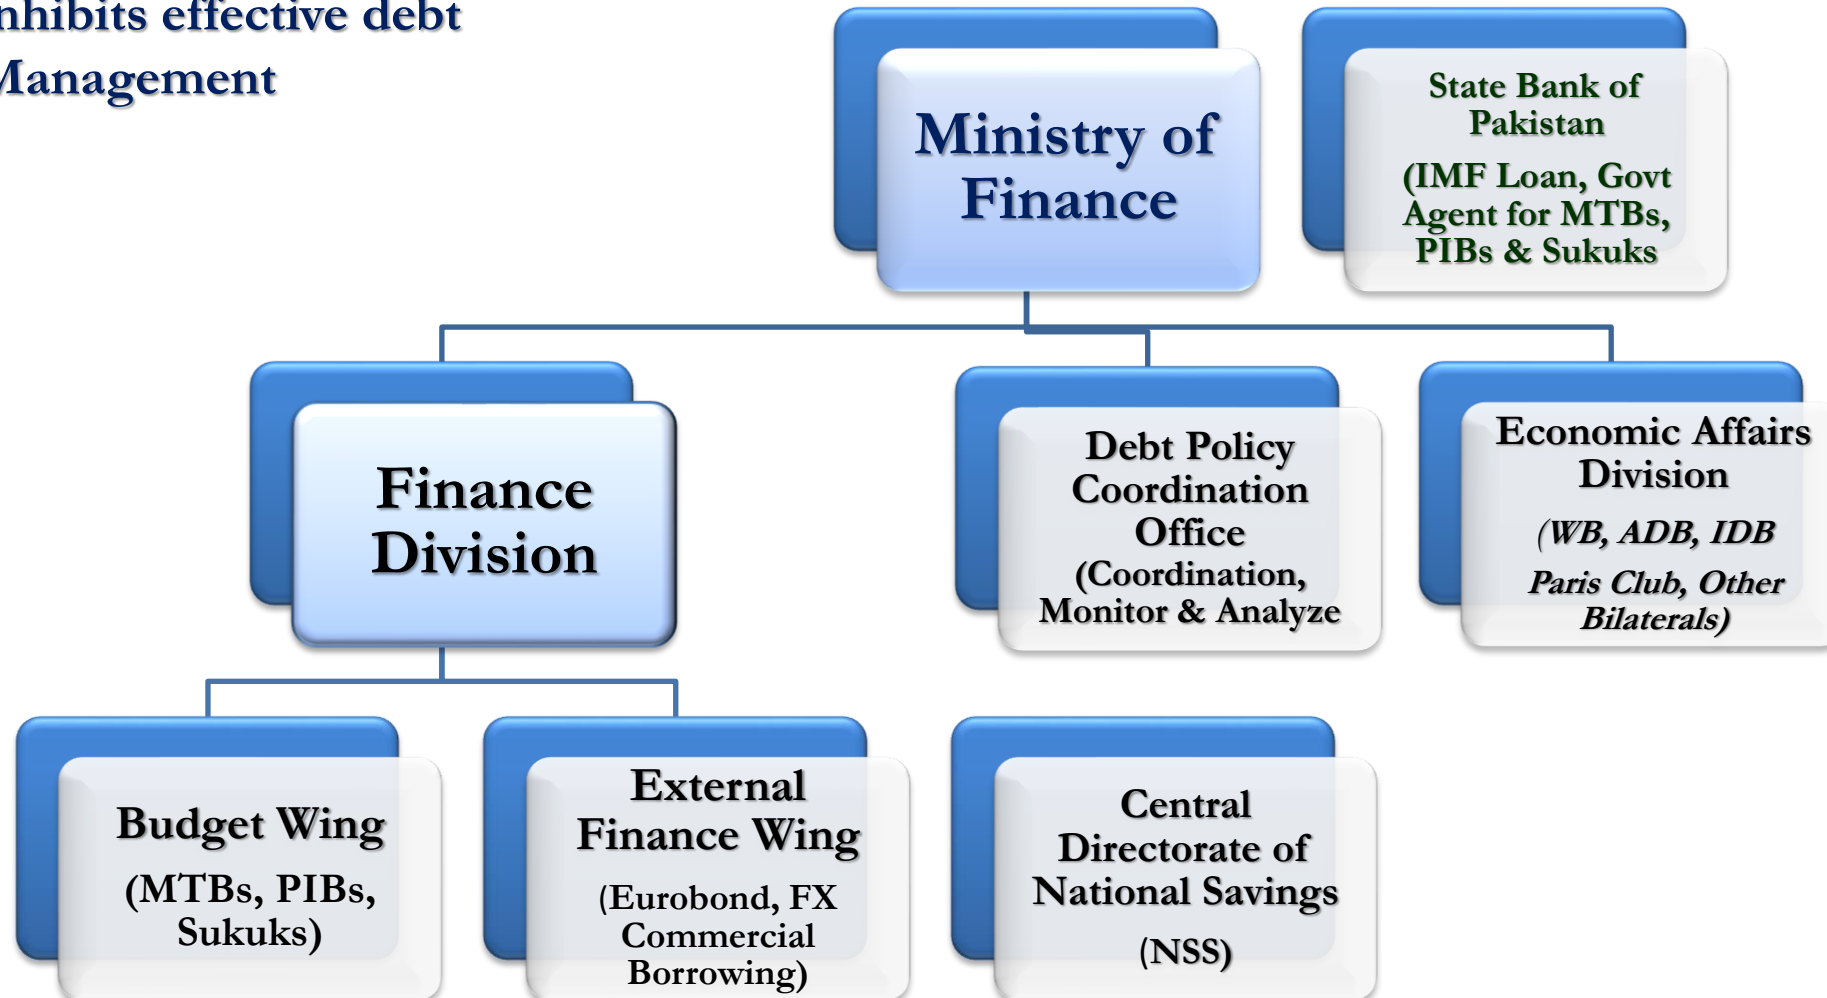 nhibits effective debt
Management
Ministry of
Finance
State Bank of
Pakistan
(IMF Loan, Govt
Agent for MTBs,
PIBs & Sukuks
Finance
Division
Debt Policy
Coordination
Office
(Coordination,
Monitor & Analyze
Economic Affairs
Division
(WB, ADB, IDB
Paris Club, Other
Bilaterals)
Budget Wing
(MTBs, PIBs,
Sukuks)
External
Finance Wing
(Eurobond, FX
Commercial
Borrowing)
Central
Directorate of
National Savings
(NSS)